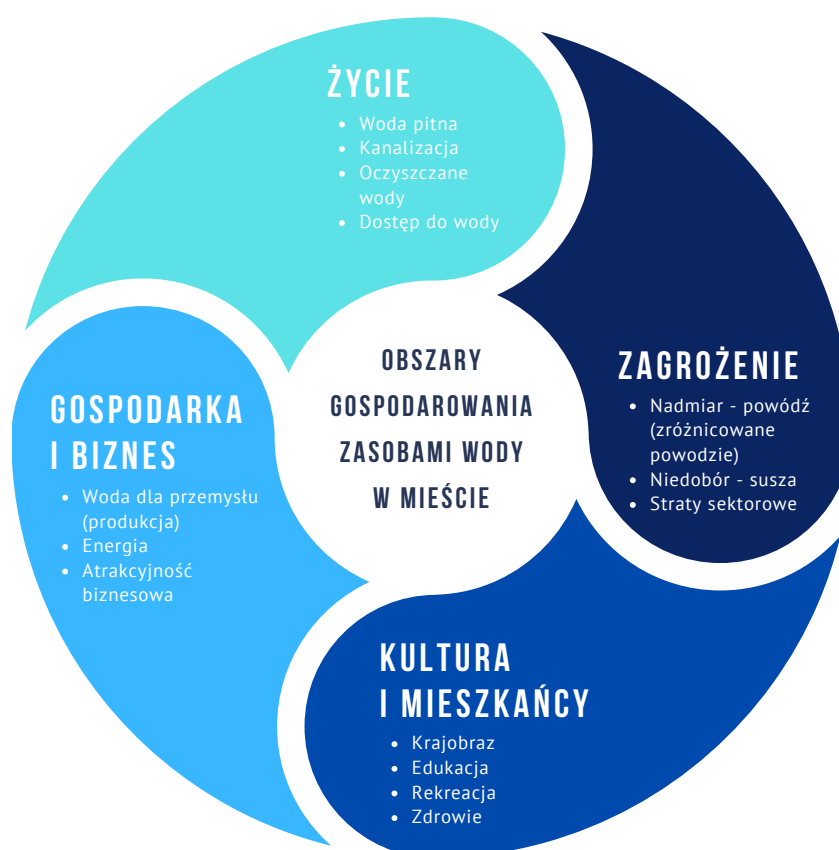 ŻYCIE
• Woda pitna
• Kanalizacja
• Oczyszczane
wody
• Dostęp do wody
ZAGROŻENIE
• Nadmiar - powódź
(zróżnicowane
powodzie)
• Niedobór - susza
• Straty sektorowe
OBSZARY
GOSPODAROWANIA
ZASOBAMI WODY
W MIEŚCIE
GOSPODARKA
I BIZNES
• Woda dla przemysłu
(produkcja)
• Energia
• Atrakcyjność
biznesowa
KULTURA
I MIESZKAŃCY
• Krajobraz
• Edukacja
• Rekreacja
• Zdrowie